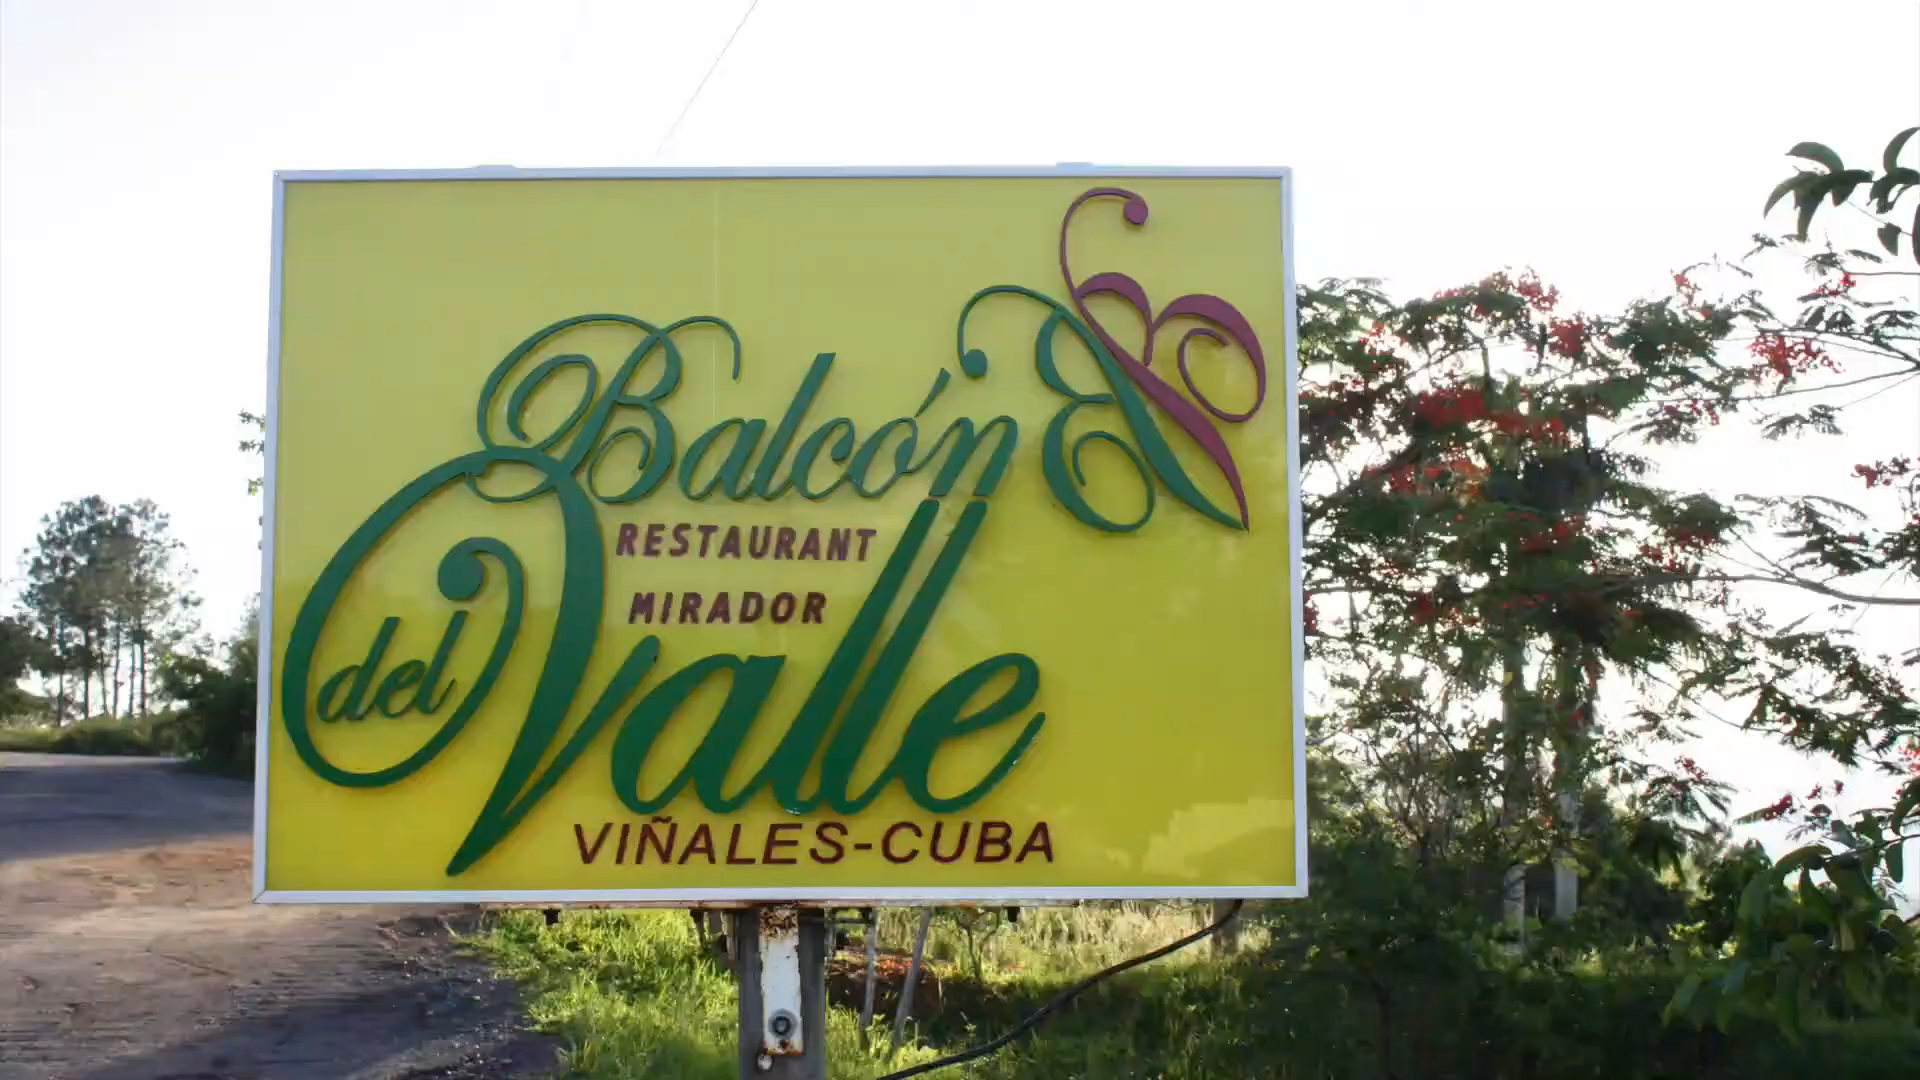 Balcón
RESTAURANT
MIRADOR
del Valle
VIÑALES-CUBA